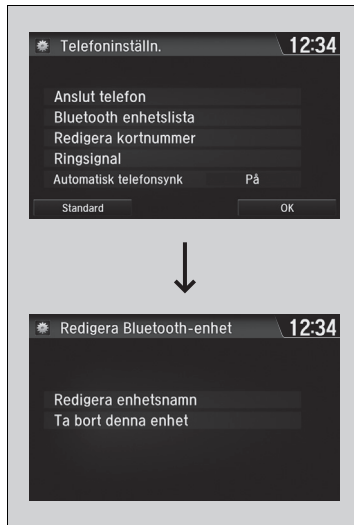 Telefoninställn. 12:34
Anslut telefon
Bluetooth enhetslista
Redigera kortnummer
Ringsignal
Automatisk telefonsynk På
Standard OK
Redigera Bluetooth-enhet 12:34
Redigera enhetsnamn
Ta bort denna enhet